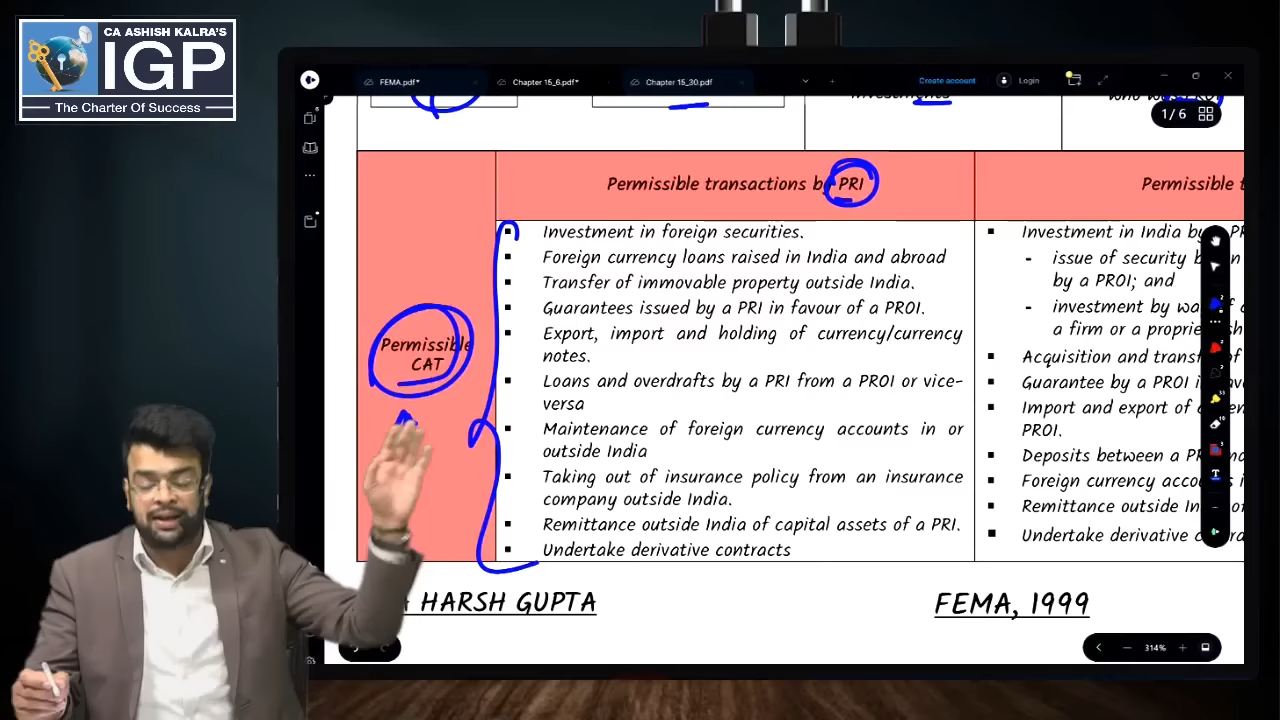 CA ASHISH KALRA'S
IGP
The Charter Of Success
FEMA.pdf*
Chapter 15_6.pdf*
Chapter 15_30.pdf
Create account
Login
investments
who was
1/6
Permissible transactions by PRI
Permissible
Permissible
CAT
▪ Investment in foreign securities.
▪ Foreign currency loans raised in India and abroad
▪ Transfer of immovable property outside India.
▪ Guarantees issued by a PRI in favour of a PROI.
▪ Export, import and holding of currency/currency
notes.
▪ Loans and overdrafts by a PRI from a PROI or vice-
versa
▪ Maintenance of foreign currency accounts in or
outside India
▪ Taking out of insurance policy from an insurance
company outside India.
▪ Remittance outside India of capital assets of a PRI.
▪ Undertake derivative contracts
▪ Investment in India by a
- issue of security
by a PROI; and
- investment by way of
a firm or a
▪ Acquisition and
▪ Guarantee by a PROI
▪ Import and export of
PROI.
▪ Deposits between a
▪ Foreign currency
▪ Remittance outside
▪ Undertake derivative
HARSH GUPTA
FEMA, 1999
314%